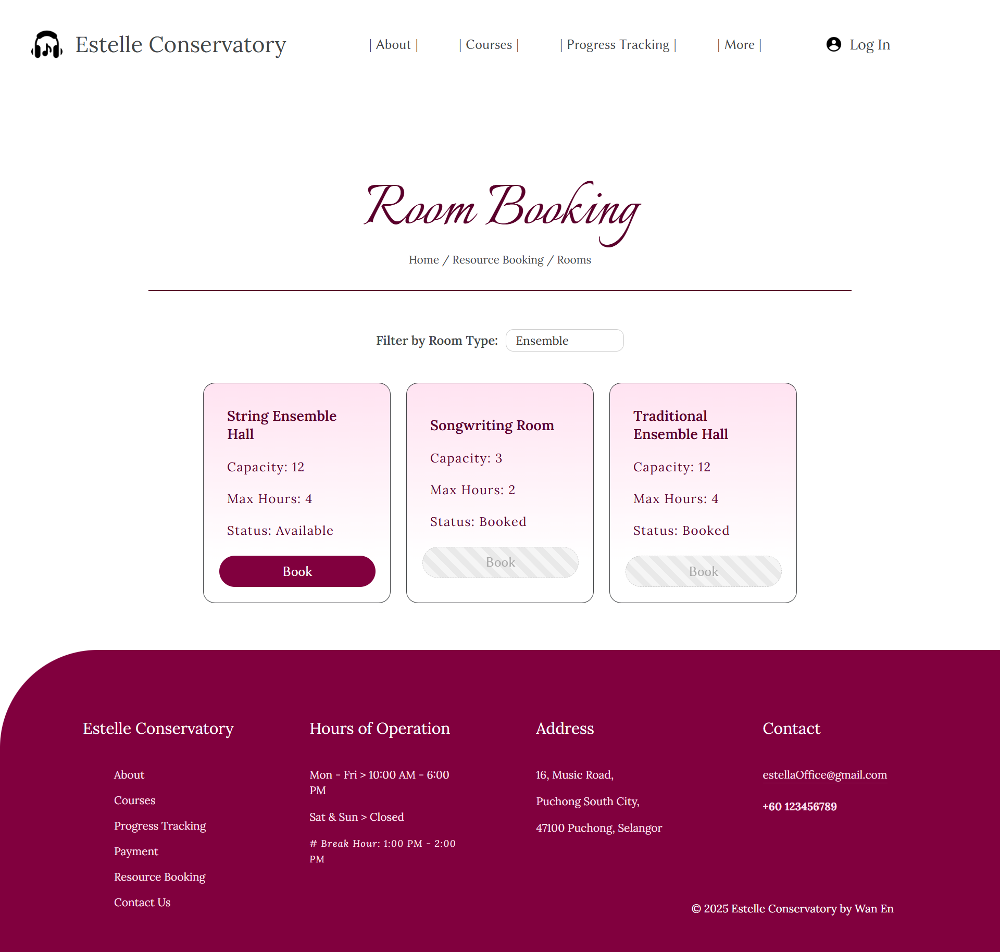 Estelle Conservatory
| About |
| Courses |
| Progress Tracking |
| More |
Log In
Room Booking
Home / Resource Booking / Rooms
Filter by Room Type:
Ensemble
String Ensemble
Hall
Capacity: 12
Max Hours: 4
Status: Available
Book
Songwriting Room
Capacity: 3
Max Hours: 2
Status: Booked
Book
Traditional
Ensemble Hall
Capacity: 12
Max Hours: 4
Status: Booked
Book
Estelle Conservatory
About
Courses
Progress Tracking
Payment
Resource Booking
Contact Us
Hours of Operation
Mon - Fri > 10:00 AM - 6:00
PM
Sat & Sun > Closed
# Break Hour: 1:00 PM - 2:00
PM
Address
16, Music Road,
Puchong South City,
47100 Puchong, Selangor
Contact
estellaOffice@gmail.com
+60 123456789
© 2025 Estelle Conservatory by Wan En